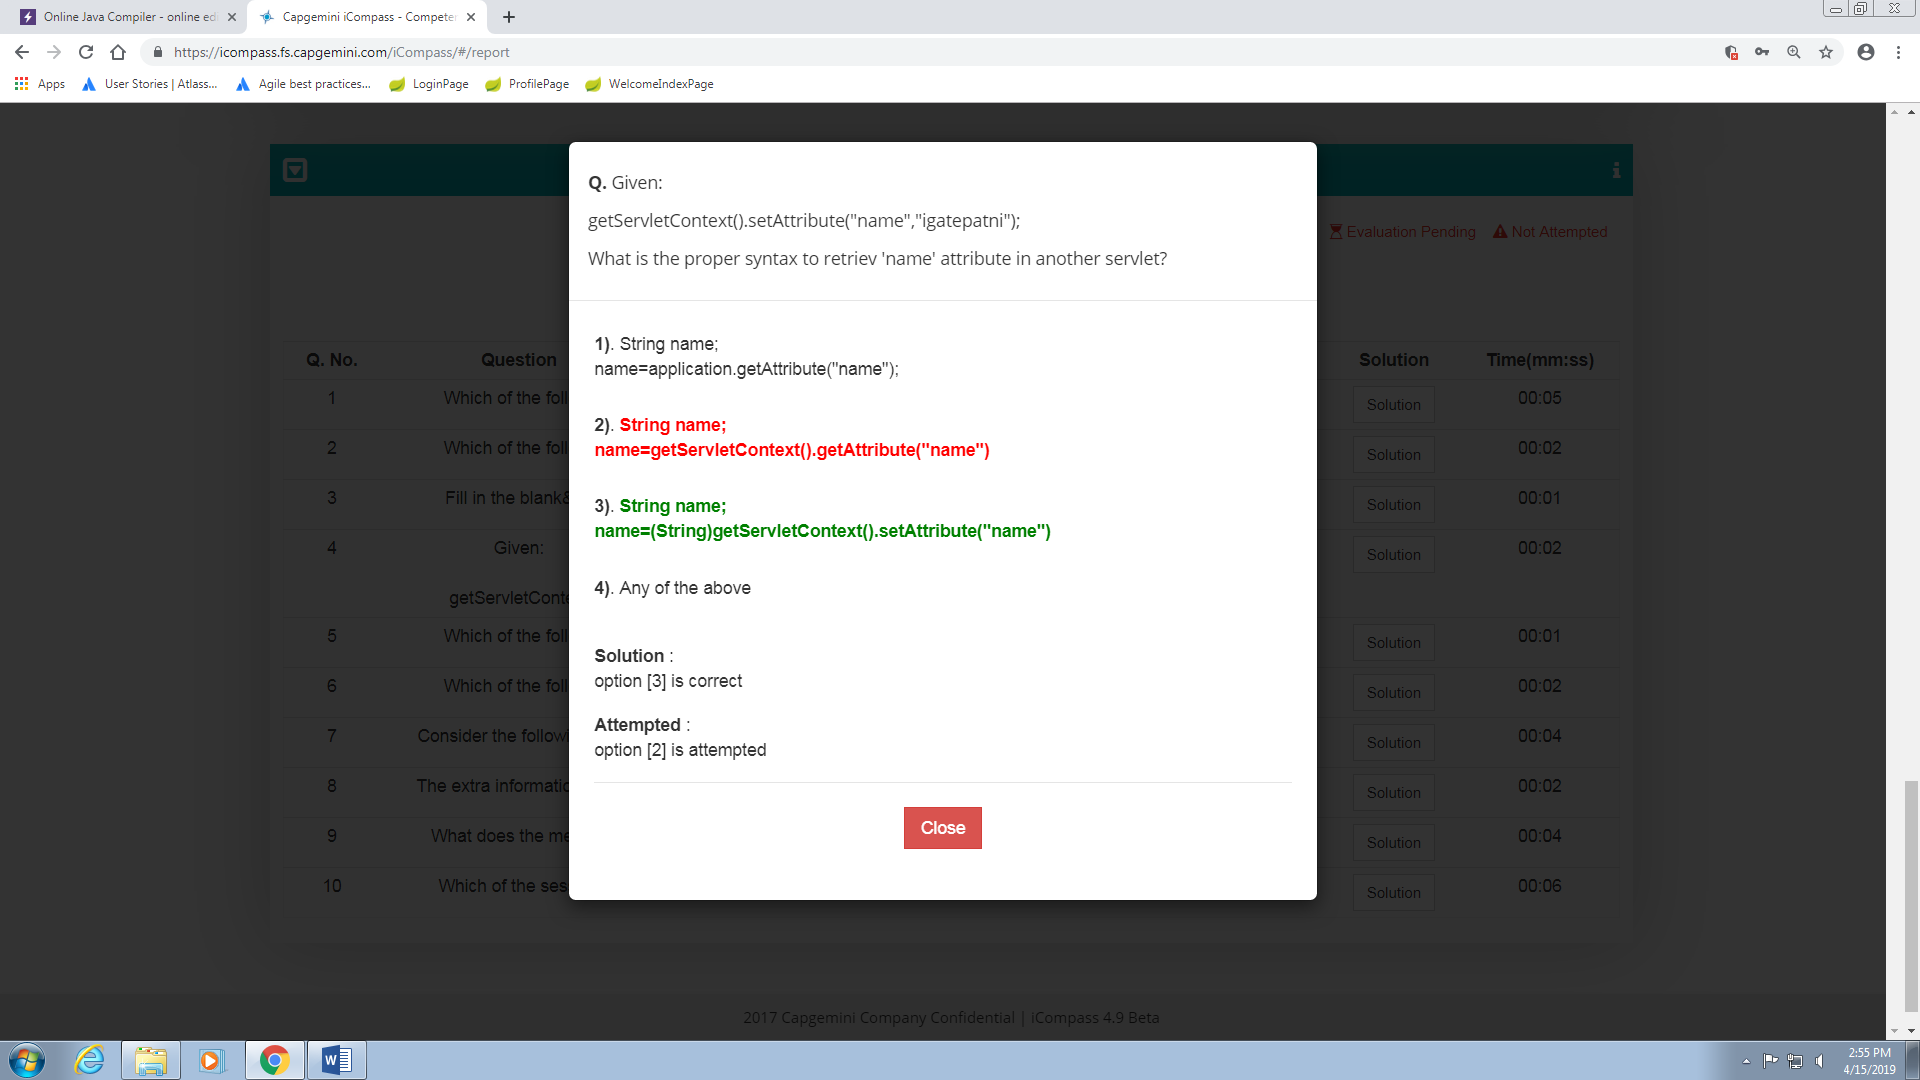 Online Java Compiler - online edi
Capgemini iCompass - Competen
https://icompass.fs.capgemini.com/iCompass/#/report
Apps
User Stories | Atlass...
Agile best practices...
LoginPage
ProfilePage
WelcomeIndexPage
Q. Given:
getServletContext().setAttribute("name","igatepatni");
What is the proper syntax to retriev 'name' attribute in another servlet?
1). String name;
name=application.getAttribute("name");
2). String name;
name=getServletContext().getAttribute("name")
3). String name;
name=(String)getServletContext().setAttribute("name")
4). Any of the above
Solution :
option [3] is correct
Attempted :
option [2] is attempted
Close
Evaluation Pending Not Attempted
Q. No. Question Solution Time(mm:ss)
1 Which of the foll Solution 00:05
2 Which of the foll Solution 00:02
3 Fill in the blank& Solution 00:01
4 Given: Solution 00:02
getServletConte
5 Which of the foll Solution 00:01
6 Which of the foll Solution 00:02
7 Consider the followi Solution 00:04
8 The extra informatio Solution 00:02
9 What does the me Solution 00:04
10 Which of the ses Solution 00:06
2017 Capgemini Company Confidential | iCompass 4.9 Beta
2:55 PM
4/15/2019